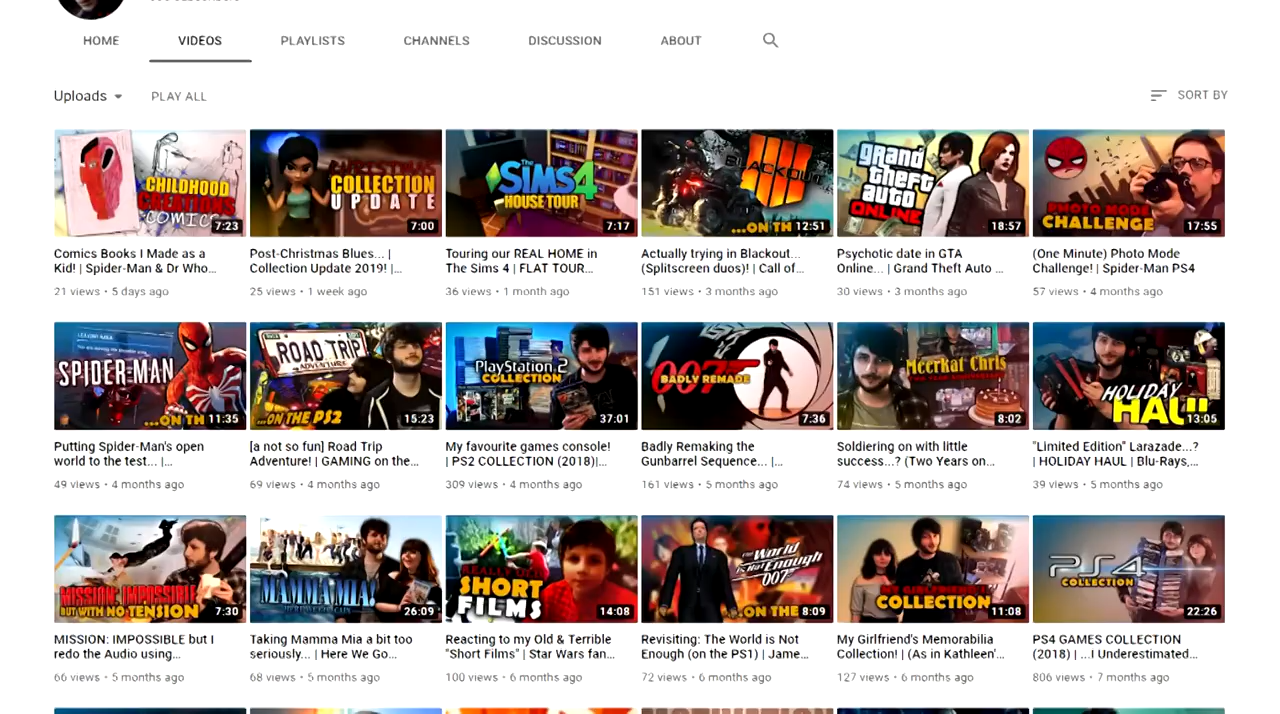 HOME VIDEOS PLAYLISTS CHANNELS DISCUSSION ABOUT
Uploads PLAY ALL SORT BY
CHILDHOOD
CREATIONS
COMICS
7:23
CHRISTMAS
COLLECTION
UPDATE
7:00
The
SIMS4
HOUSE TOUR
7:17
BLACKOUT
...ON TH 12:51
grand
theft
auto
ONLINE
18:57
PHOTO MODE
CHALLENGE
17:55
Comics Books I Made as a
Kid! | Spider-Man & Dr Who...
21 views • 5 days ago
Post-Christmas Blues... |
Collection Update 2019! |...
25 views • 1 week ago
Touring our REAL HOME in
The Sims 4 | FLAT TOUR...
36 views • 1 month ago
Actually trying in Blackout...
(Splitscreen duos)! | Call of...
151 views • 3 months ago
Psychotic date in GTA
Online... | Grand Theft Auto ...
30 views • 3 months ago
(One Minute) Photo Mode
Challenge! | Spider-Man PS4
57 views • 4 months ago
SPIDER-MAN
...ON TH 11:35
ROAD TRIP
ADVENTURE
...ON THE PS2
15:23
PlayStation 2
COLLECTION
37:01
007
BADLY REMADE
7:36
Meerkat Chris
8:02
HOLIDAY
HAUL
13:05
Putting Spider-Man's open
world to the test... |...
49 views • 4 months ago
[a not so fun] Road Trip
Adventure! | GAMING on the...
69 views • 4 months ago
My favourite games console!
| PS2 COLLECTION (2018)|...
309 views • 4 months ago
Badly Remaking the
Gunbarrel Sequence... |...
161 views • 5 months ago
Soldiering on with little
success...? (Two Years on...
74 views • 5 months ago
"Limited Edition" Larazade...?
| HOLIDAY HAUL | Blu-Rays,...
39 views • 5 months ago
MISSION: IMPOSSIBLE
BUT WITH NO TENSION
7:30
MAMMA MIA!
HERE WE GO AGAIN
26:09
REALLY OLD
SHORT
FILMS
14:08
The World
Is Not Enough
007
...ON THE 8:09
MY GIRLFRIEND'S
COLLECTION
11:08
PS4
COLLECTION
22:26
MISSION: IMPOSSIBLE but I
redo the Audio using...
66 views • 5 months ago
Taking Mamma Mia a bit too
seriously... | Here We Go...
68 views • 5 months ago
Reacting to my Old & Terrible
"Short Films" | Star Wars fan...
100 views • 6 months ago
Revisiting: The World is Not
Enough (on the PS1) | Jame...
72 views • 6 months ago
My Girlfriend's Memorabilia
Collection! | (As in Kathleen'...
127 views • 6 months ago
PS4 GAMES COLLECTION
(2018) | ...I Underestimated...
806 views • 7 months ago